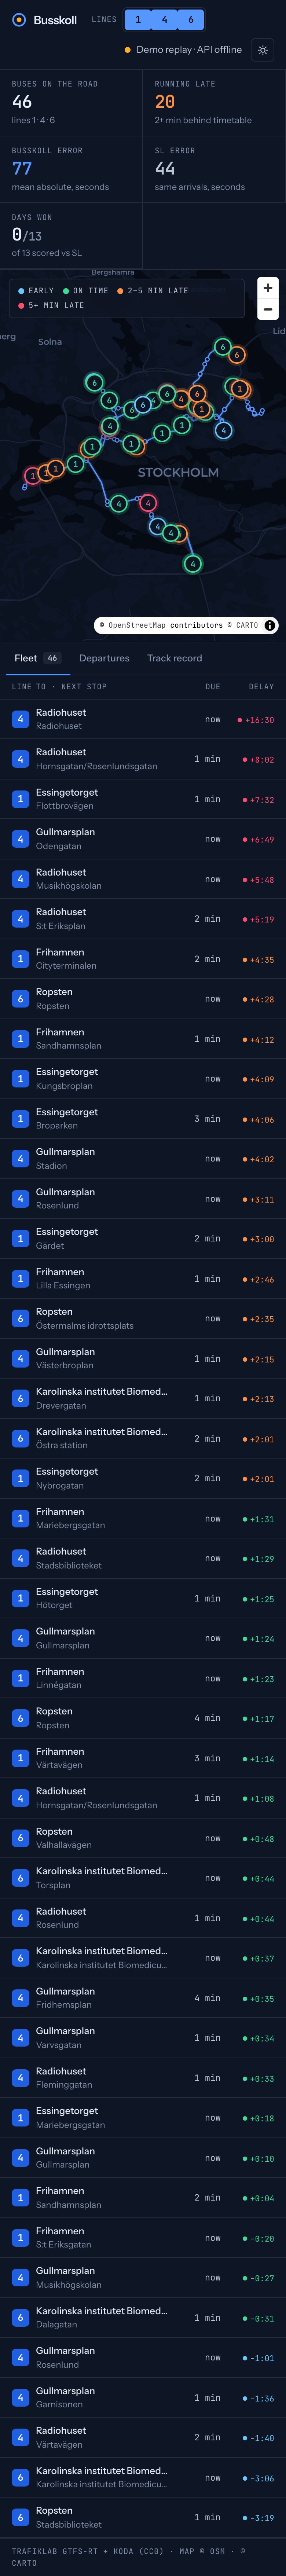 Busskoll LINES 1 4 6
Demo replay · API offline
BUSES ON THE ROAD
46
lines 1 · 4 · 6
RUNNING LATE
20
2+ min behind timetable
BUSSKOLL ERROR
77
mean absolute, seconds
SL ERROR
44
same arrivals, seconds
DAYS WON
0/13
of 13 scored vs SL
Bergshamra
EARLY ON TIME 2–5 MIN LATE
5+ MIN LATE
+
−
erg
Solna
Lid
STOCKHOLM
© OpenStreetMap contributors © CARTO
Fleet 46 Departures Track record
LINE TO · NEXT STOP DUE DELAY
4 Radiohuset now +16:30
Radiohuset
4 Radiohuset 1 min +8:02
Hornsgatan/Rosenlundsgatan
1 Essingetorget 1 min +7:32
Flottbrovägen
4 Gullmarsplan now +6:49
Odengatan
4 Radiohuset now +5:48
Musikhögskolan
4 Radiohuset 2 min +5:19
S:t Eriksplan
1 Frihamnen 2 min +4:35
Cityterminalen
6 Ropsten now +4:28
Ropsten
1 Frihamnen 1 min +4:12
Sandhamnsplan
1 Essingetorget now +4:09
Kungsbroplan
1 Essingetorget 3 min +4:06
Broparken
4 Gullmarsplan now +4:02
Stadion
4 Gullmarsplan now +3:11
Rosenlund
1 Essingetorget 2 min +3:00
Gärdet
1 Frihamnen 1 min +2:46
Lilla Essingen
6 Ropsten now +2:35
Östermalms idrottsplats
4 Gullmarsplan 1 min +2:15
Västerbroplan
6 Karolinska institutet Biomed... 1 min +2:13
Drevergatan
6 Karolinska institutet Biomed... 2 min +2:01
Östra station
1 Essingetorget 2 min +2:01
Nybrogatan
1 Frihamnen now +1:31
Mariebergsgatan
4 Radiohuset now +1:29
Stadsbiblioteket
1 Essingetorget 1 min +1:25
Hötorget
4 Gullmarsplan now +1:24
Gullmarsplan
1 Frihamnen now +1:23
Linnégatan
6 Ropsten 4 min +1:17
Ropsten
1 Frihamnen 3 min +1:14
Värtavägen
4 Radiohuset 1 min +1:08
Hornsgatan/Rosenlundsgatan
6 Ropsten now +0:48
Valhallavägen
6 Karolinska institutet Biomed... now +0:44
Torsplan
4 Radiohuset 1 min +0:44
Rosenlund
6 Karolinska institutet Biomed... now +0:37
Karolinska institutet Biomedicu...
4 Gullmarsplan 4 min +0:35
Fridhemsplan
4 Gullmarsplan 1 min +0:34
Varvsgatan
4 Radiohuset 1 min +0:33
Fleminggatan
1 Essingetorget now +0:18
Mariebergsgatan
4 Gullmarsplan now +0:10
Gullmarsplan
1 Frihamnen 2 min +0:04
Sandhamnsplan
1 Frihamnen now -0:20
S:t Eriksgatan
4 Gullmarsplan now -0:27
Musikhögskolan
6 Karolinska institutet Biomed... 1 min -0:31
Dalagatan
4 Gullmarsplan now -1:01
Rosenlund
4 Gullmarsplan 1 min -1:36
Garnisonen
4 Radiohuset 2 min -1:40
Värtavägen
6 Karolinska institutet Biomed... now -3:06
Karolinska institutet Biomedicu...
6 Ropsten 1 min -3:19
Stadsbiblioteket
TRAFIKLAB GTFS-RT + KODA (CC0) · MAP © OSM · ©
CARTO